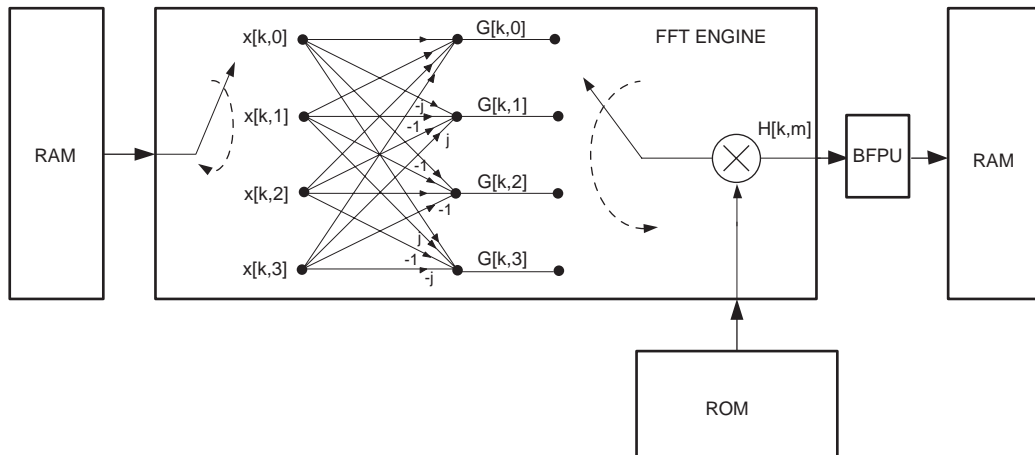 x[k,0]
G[k,0]
FFT ENGINE
x[k,1]
-j
-1
j
G[k,1]
RAM
H[k,m]
BFPU
RAM
-1
x[k,2]
G[k,2]
-1
j
x[k,3]
-1
-j
G[k,3]
ROM